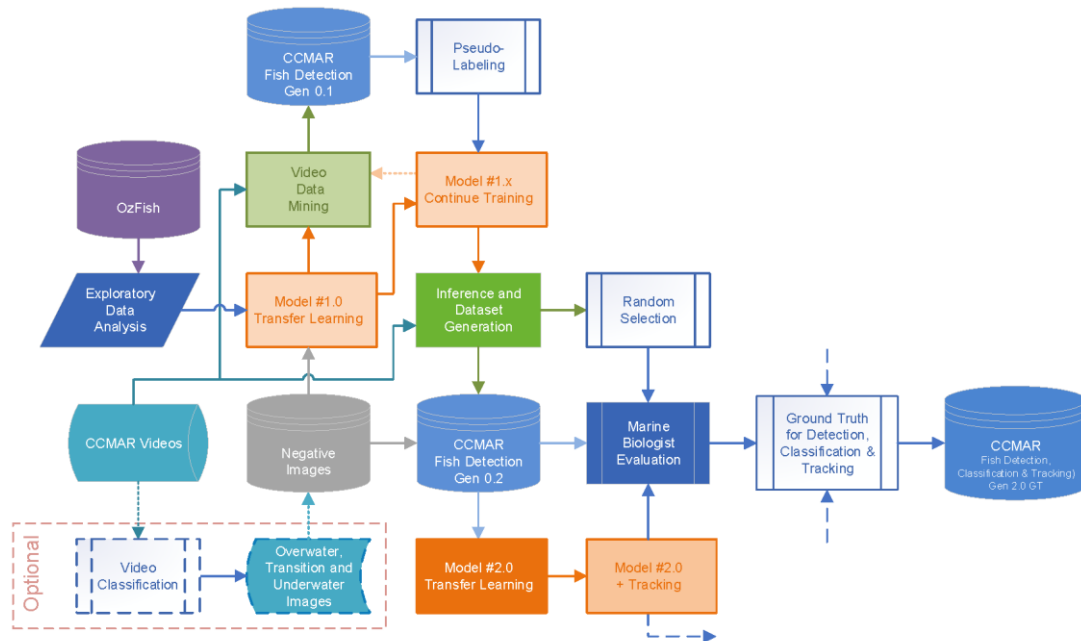 CCMAR
Fish Detection
Gen 0.1
Pseudo-
Labeling
OzFish
Video
Data
Mining
Model #1.x
Continue Training
Exploratory
Data
Analysis
Model #1.0
Transfer Learning
Inference and
Dataset
Generation
Random
Selection
CCMAR Videos
Negative
Images
CCMAR
Fish Detection
Gen 0.2
Marine
Biologist
Evaluation
Ground Truth
for Detection,
Classification &
Tracking
CCMAR
Fish Detection,
Classification & Tracking)
Gen 2.0 GT
Optional
Video
Classification
Overwater,
Transition and
Underwater
Images
Model #2.0
Transfer Learning
Model #2.0
+ Tracking